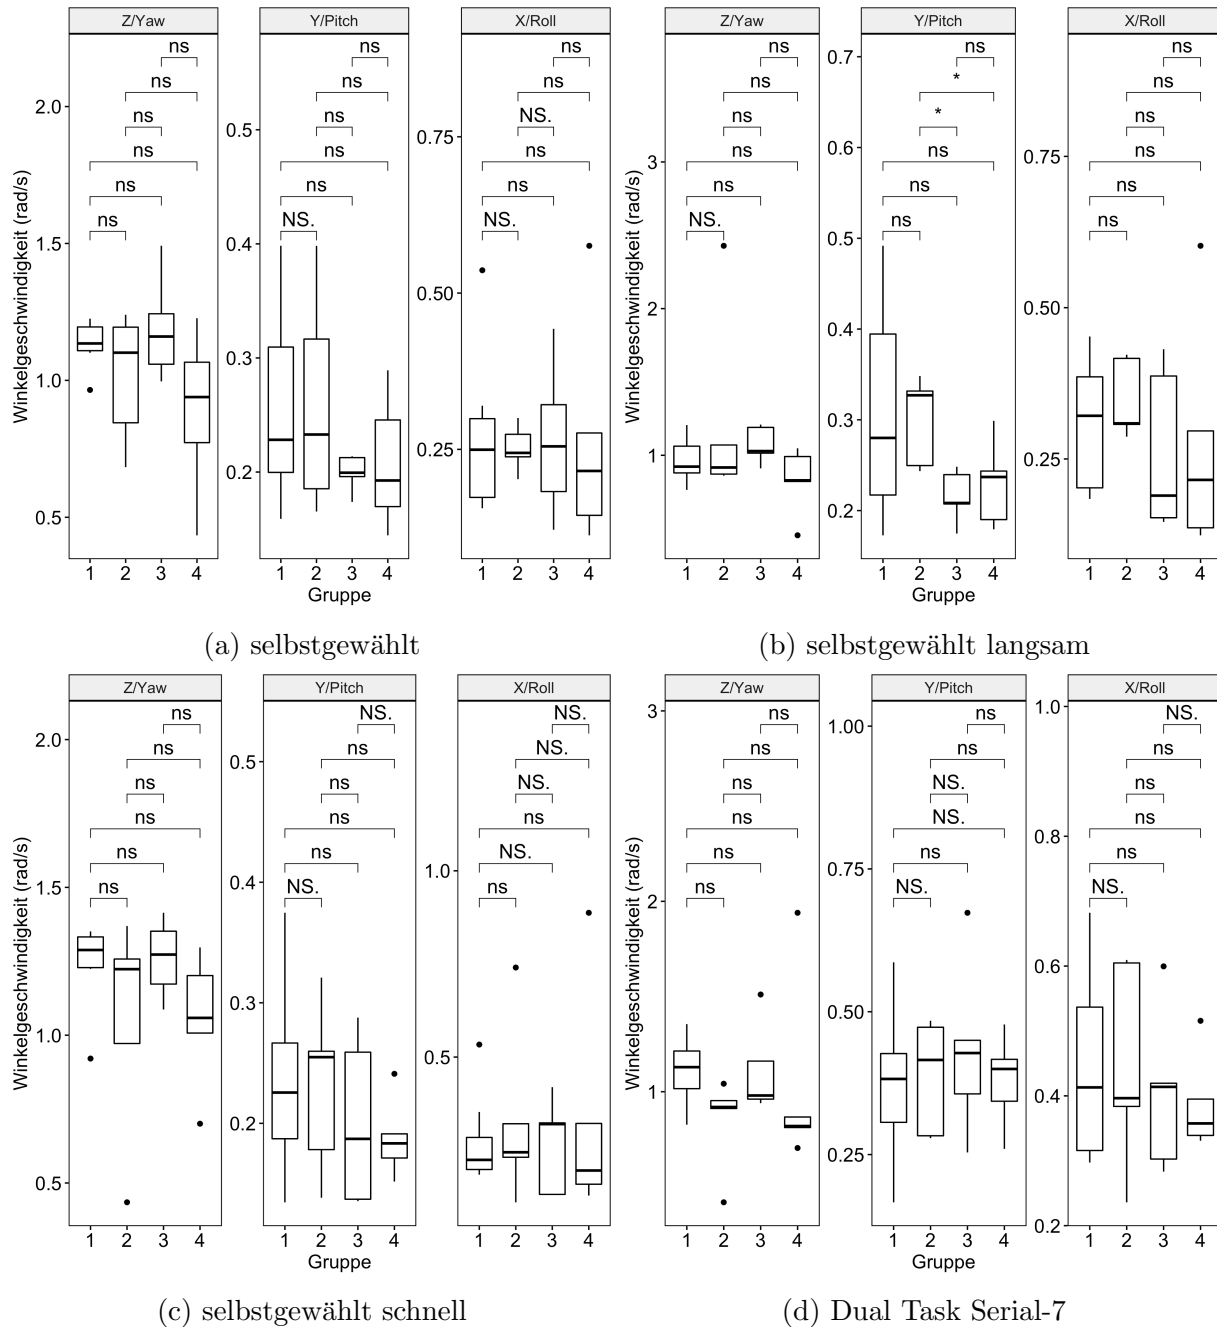 Z/Yaw Y/Pitch X/Roll
Winkelgeschwindigkeit (rad/s)
2.0
1.5
1.0
0.5
ns
ns
ns
ns
ns
ns
1 2 3 4
0.5
0.4
0.3
0.2
ns
ns
ns
ns
ns
NS.
1 2 3 4
0.75
0.50
0.25
ns
ns
NS.
ns
ns
NS.
1 2 3 4
Gruppe
(a) selbstgewählt
Z/Yaw Y/Pitch X/Roll
Winkelgeschwindigkeit (rad/s)
3
2
1
ns
ns
ns
ns
ns
NS.
1 2 3 4
0.7
0.6
0.5
0.4
0.3
0.2
ns
*
*
ns
ns
ns
1 2 3 4
0.75
0.50
0.25
ns
ns
ns
ns
ns
ns
1 2 3 4
Gruppe
(b) selbstgewählt langsam
Z/Yaw Y/Pitch X/Roll
Winkelgeschwindigkeit (rad/s)
2.0
1.5
1.0
0.5
ns
ns
ns
ns
ns
ns
1 2 3 4
0.5
0.4
0.3
0.2
NS.
ns
ns
ns
ns
NS.
1 2 3 4
1.0
0.5
NS.
NS.
NS.
ns
NS.
ns
1 2 3 4
Gruppe
(c) selbstgewählt schnell
Z/Yaw Y/Pitch X/Roll
Winkelgeschwindigkeit (rad/s)
3
2
1
ns
ns
ns
ns
ns
ns
1 2 3 4
1.00
0.75
0.50
0.25
ns
ns
NS.
NS.
ns
NS.
1 2 3 4
1.0
0.8
0.6
0.4
0.2
NS.
ns
ns
ns
ns
NS.
1 2 3 4
Gruppe
(d) Dual Task Serial-7